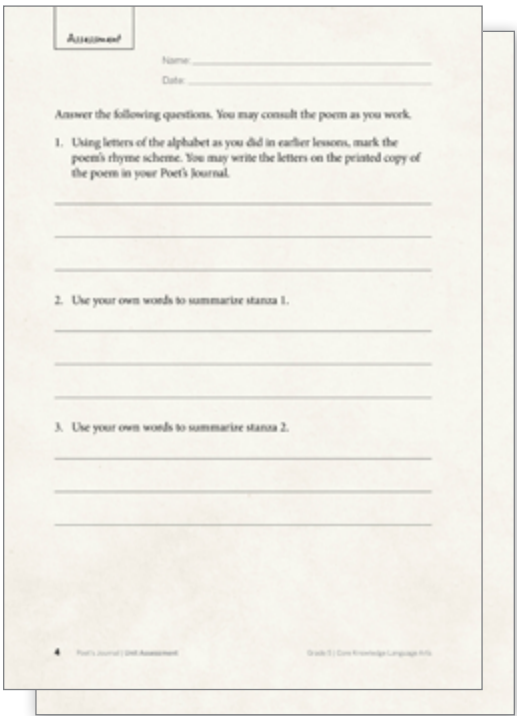 Assessment
Name:
Date:
Answer the following questions. You may consult the poem as you work.
1. Using letters of the alphabet as you did in earlier lessons, mark the
poem's rhyme scheme. You may write the letters on the printed copy of
the poem in your Poet's Journal.
2. Use your own words to summarize stanza 1.
3. Use your own words to summarize stanza 2.
4 Poet's Journal | Unit Assessment
Grade 5 | Core Knowledge Language Arts